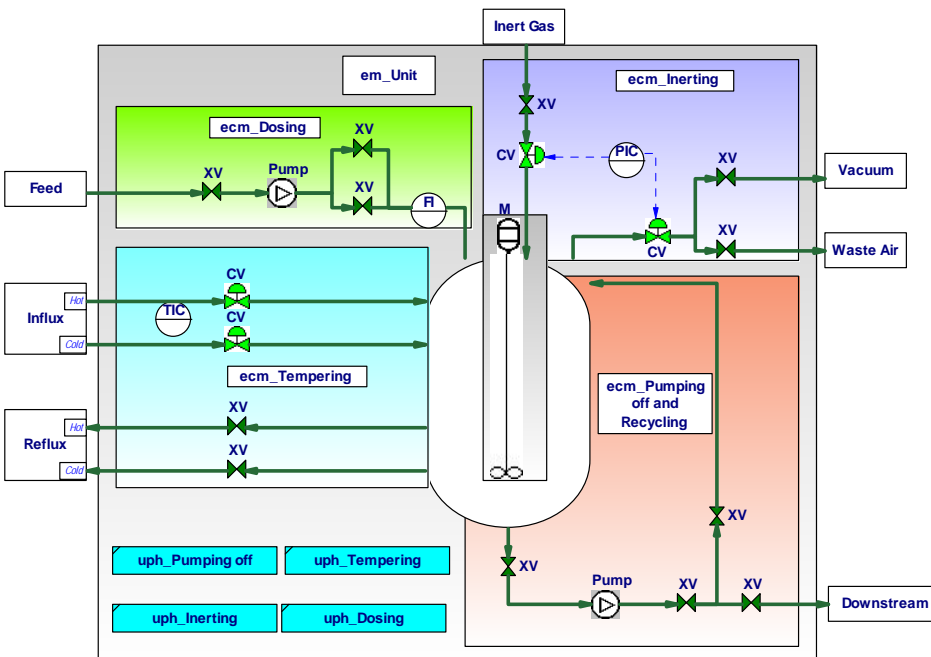 Inert Gas
em_Unit
ecm_Inerting
XV
ecm_Dosing
XV
CV
PIC
XV
Vacuum
Feed
XV
Pump
XV
FI
M
XV
CV
Waste Air
Influx
Hot
Cold
TIC
CV
CV
ecm_Tempering
ecm_Pumping
off and
Recycling
Reflux
Hot
Cold
XV
XV
XV
uph_Pumping off
uph_Tempering
XV
Pump
XV
XV
Downstream
uph_Inerting
uph_Dosing